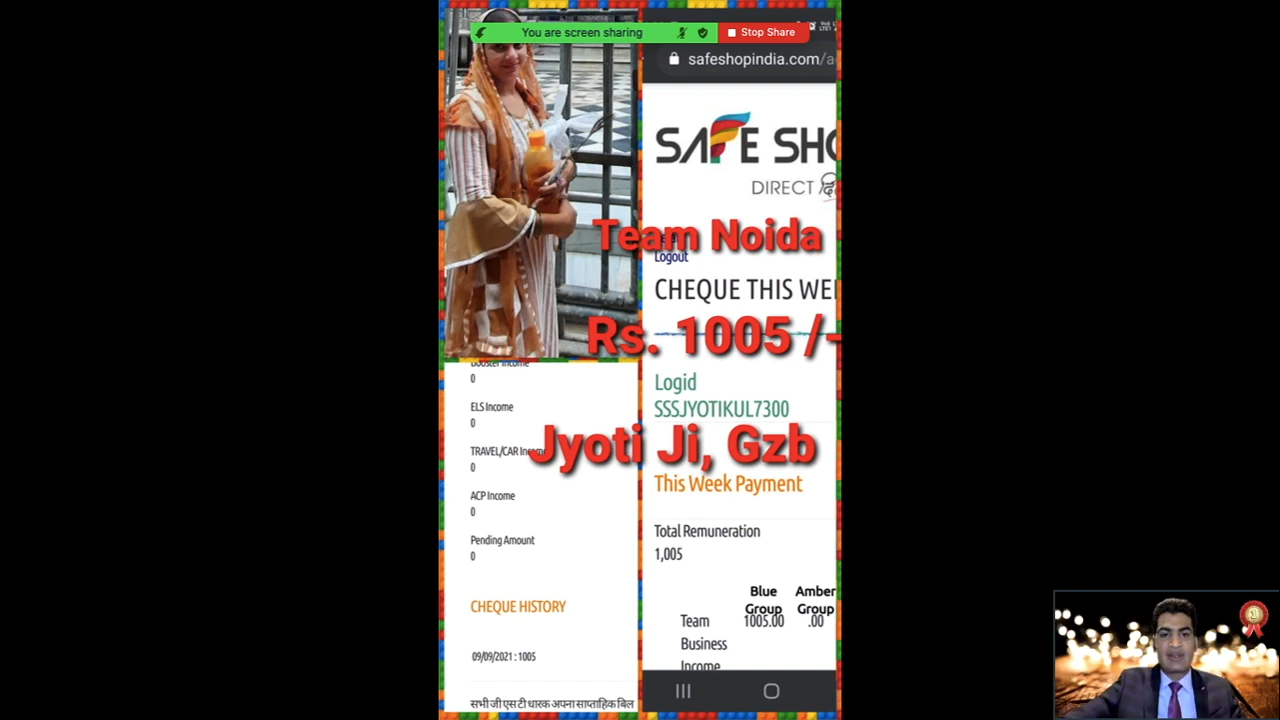 You are screen sharing
Stop Share
safeshopindia.com/a
SAFE SHO
DIRECT
Team Noida
Logout
CHEQUE THIS WE
Rs. 1005 /-
Logid
SSSJYOTIKUL7300
Jyoti Ji, Gzb
This Week Payment
Total Remuneration
1,005
Blue Group
Amber Group
Team Business Income
1005.00
.00
0
ELS Income
0
TRAVEL/CAR Income
0
ACP Income
0
Pending Amount
0
CHEQUE HISTORY
09/09/2021 : 1005
सभी जी एस टी धारक अपना साप्ताहिक बिल